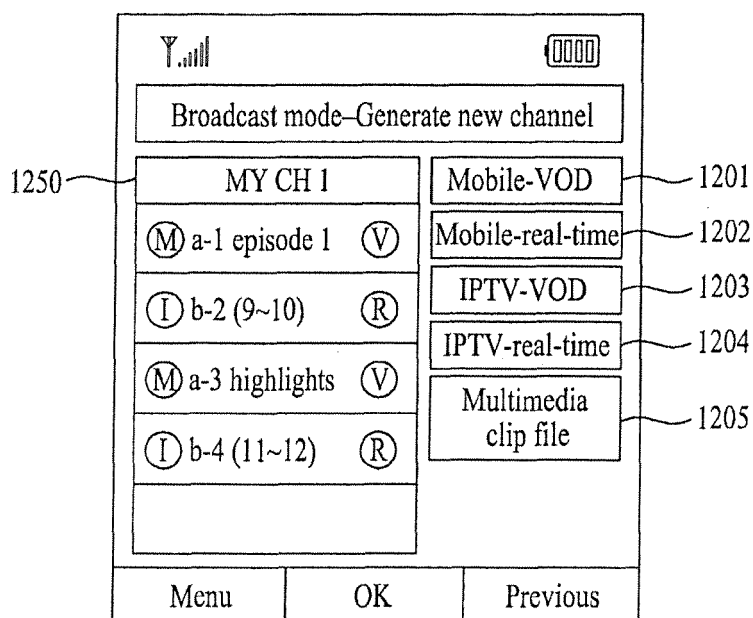 Broadcast mode–Generate new channel
1250
MY CH 1
Mobile-VOD
1201
M a-1 episode 1 V
Mobile-real-time
1202
I b-2 (9~10) R
IPTV-VOD
1203
IPTV-real-time
1204
M a-3 highlights V
Multimedia
clip file
1205
I b-4 (11~12) R
Menu
OK
Previous